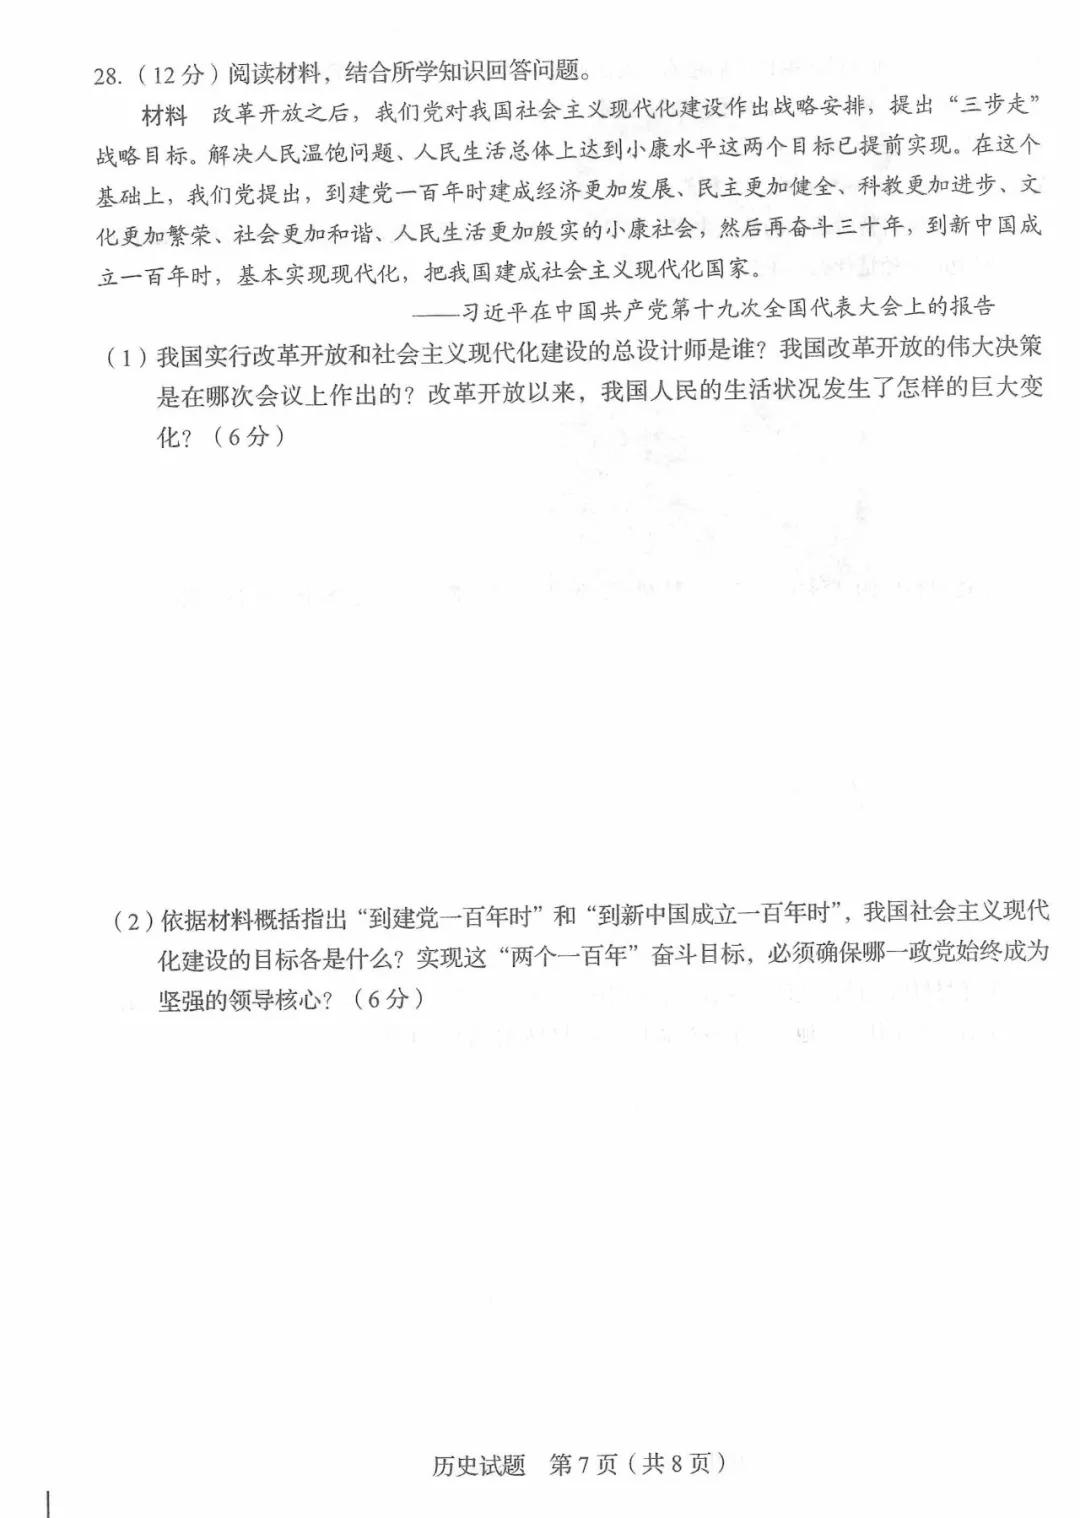 28.（12分）阅读材料，结合所学知识回答问题。
材料　改革开放之后，我们党对我国社会主义现代化建设作出战略安排，提出“三步走”
战略目标。解决人民温饱问题、人民生活总体上达到小康水平这两个目标已提前实现。在这个
基础上，我们党提出，到建党一百年时建成经济更加发展、民主更加健全、科教更加进步、文
化更加繁荣、社会更加和谐、人民生活更加殷实的小康社会，然后再奋斗三十年，到新中国成
立一百年时，基本实现现代化，把我国建成社会主义现代化国家。
——习近平在中国共产党第十九次全国代表大会上的报告
（1）我国实行改革开放和社会主义现代化建设的总设计师是谁？我国改革开放的伟大决策
是在哪次会议上作出的？改革开放以来，我国人民的生活状况发生了怎样的巨大变
化？（6分）
（2）依据材料概括指出“到建党一百年时”和“到新中国成立一百年时”，我国社会主义现代
化建设的目标各是什么？实现这“两个一百年”奋斗目标，必须确保哪一政党始终成为
坚强的领导核心？（6分）
历史试题　第7页（共8页）